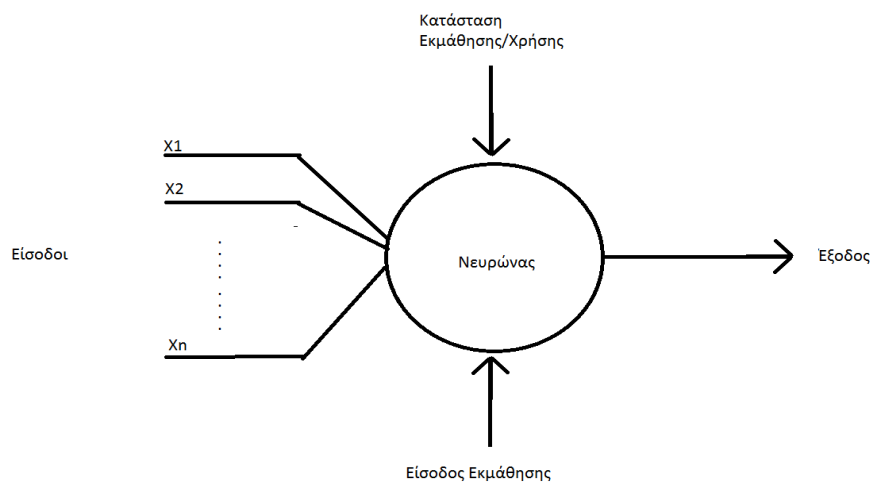 Κατάσταση
Εκμάθησης/Χρήσης
X1
X2
Είσοδοι
Νευρώνας
Έξοδος
Xn
Είσοδος Εκμάθησης